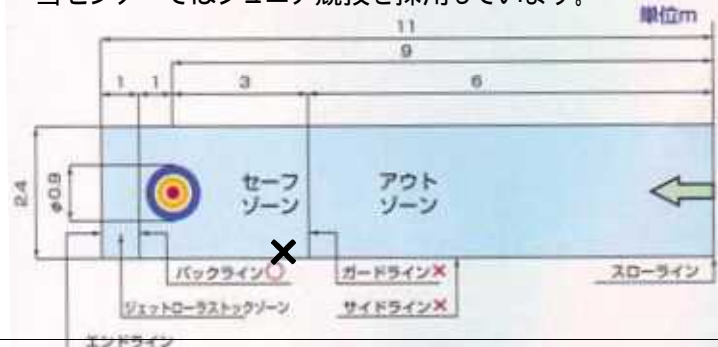 当センターではジュニア競技を採用しています。
単位m
11
9
1 1 3 6
2.4
φ0.9
セーフ
ゾーン
アウト
ゾーン
×
バックライン○
ガードライン×
スローライン
ジェットローラストックゾーン
サイドライン×
エンドライン